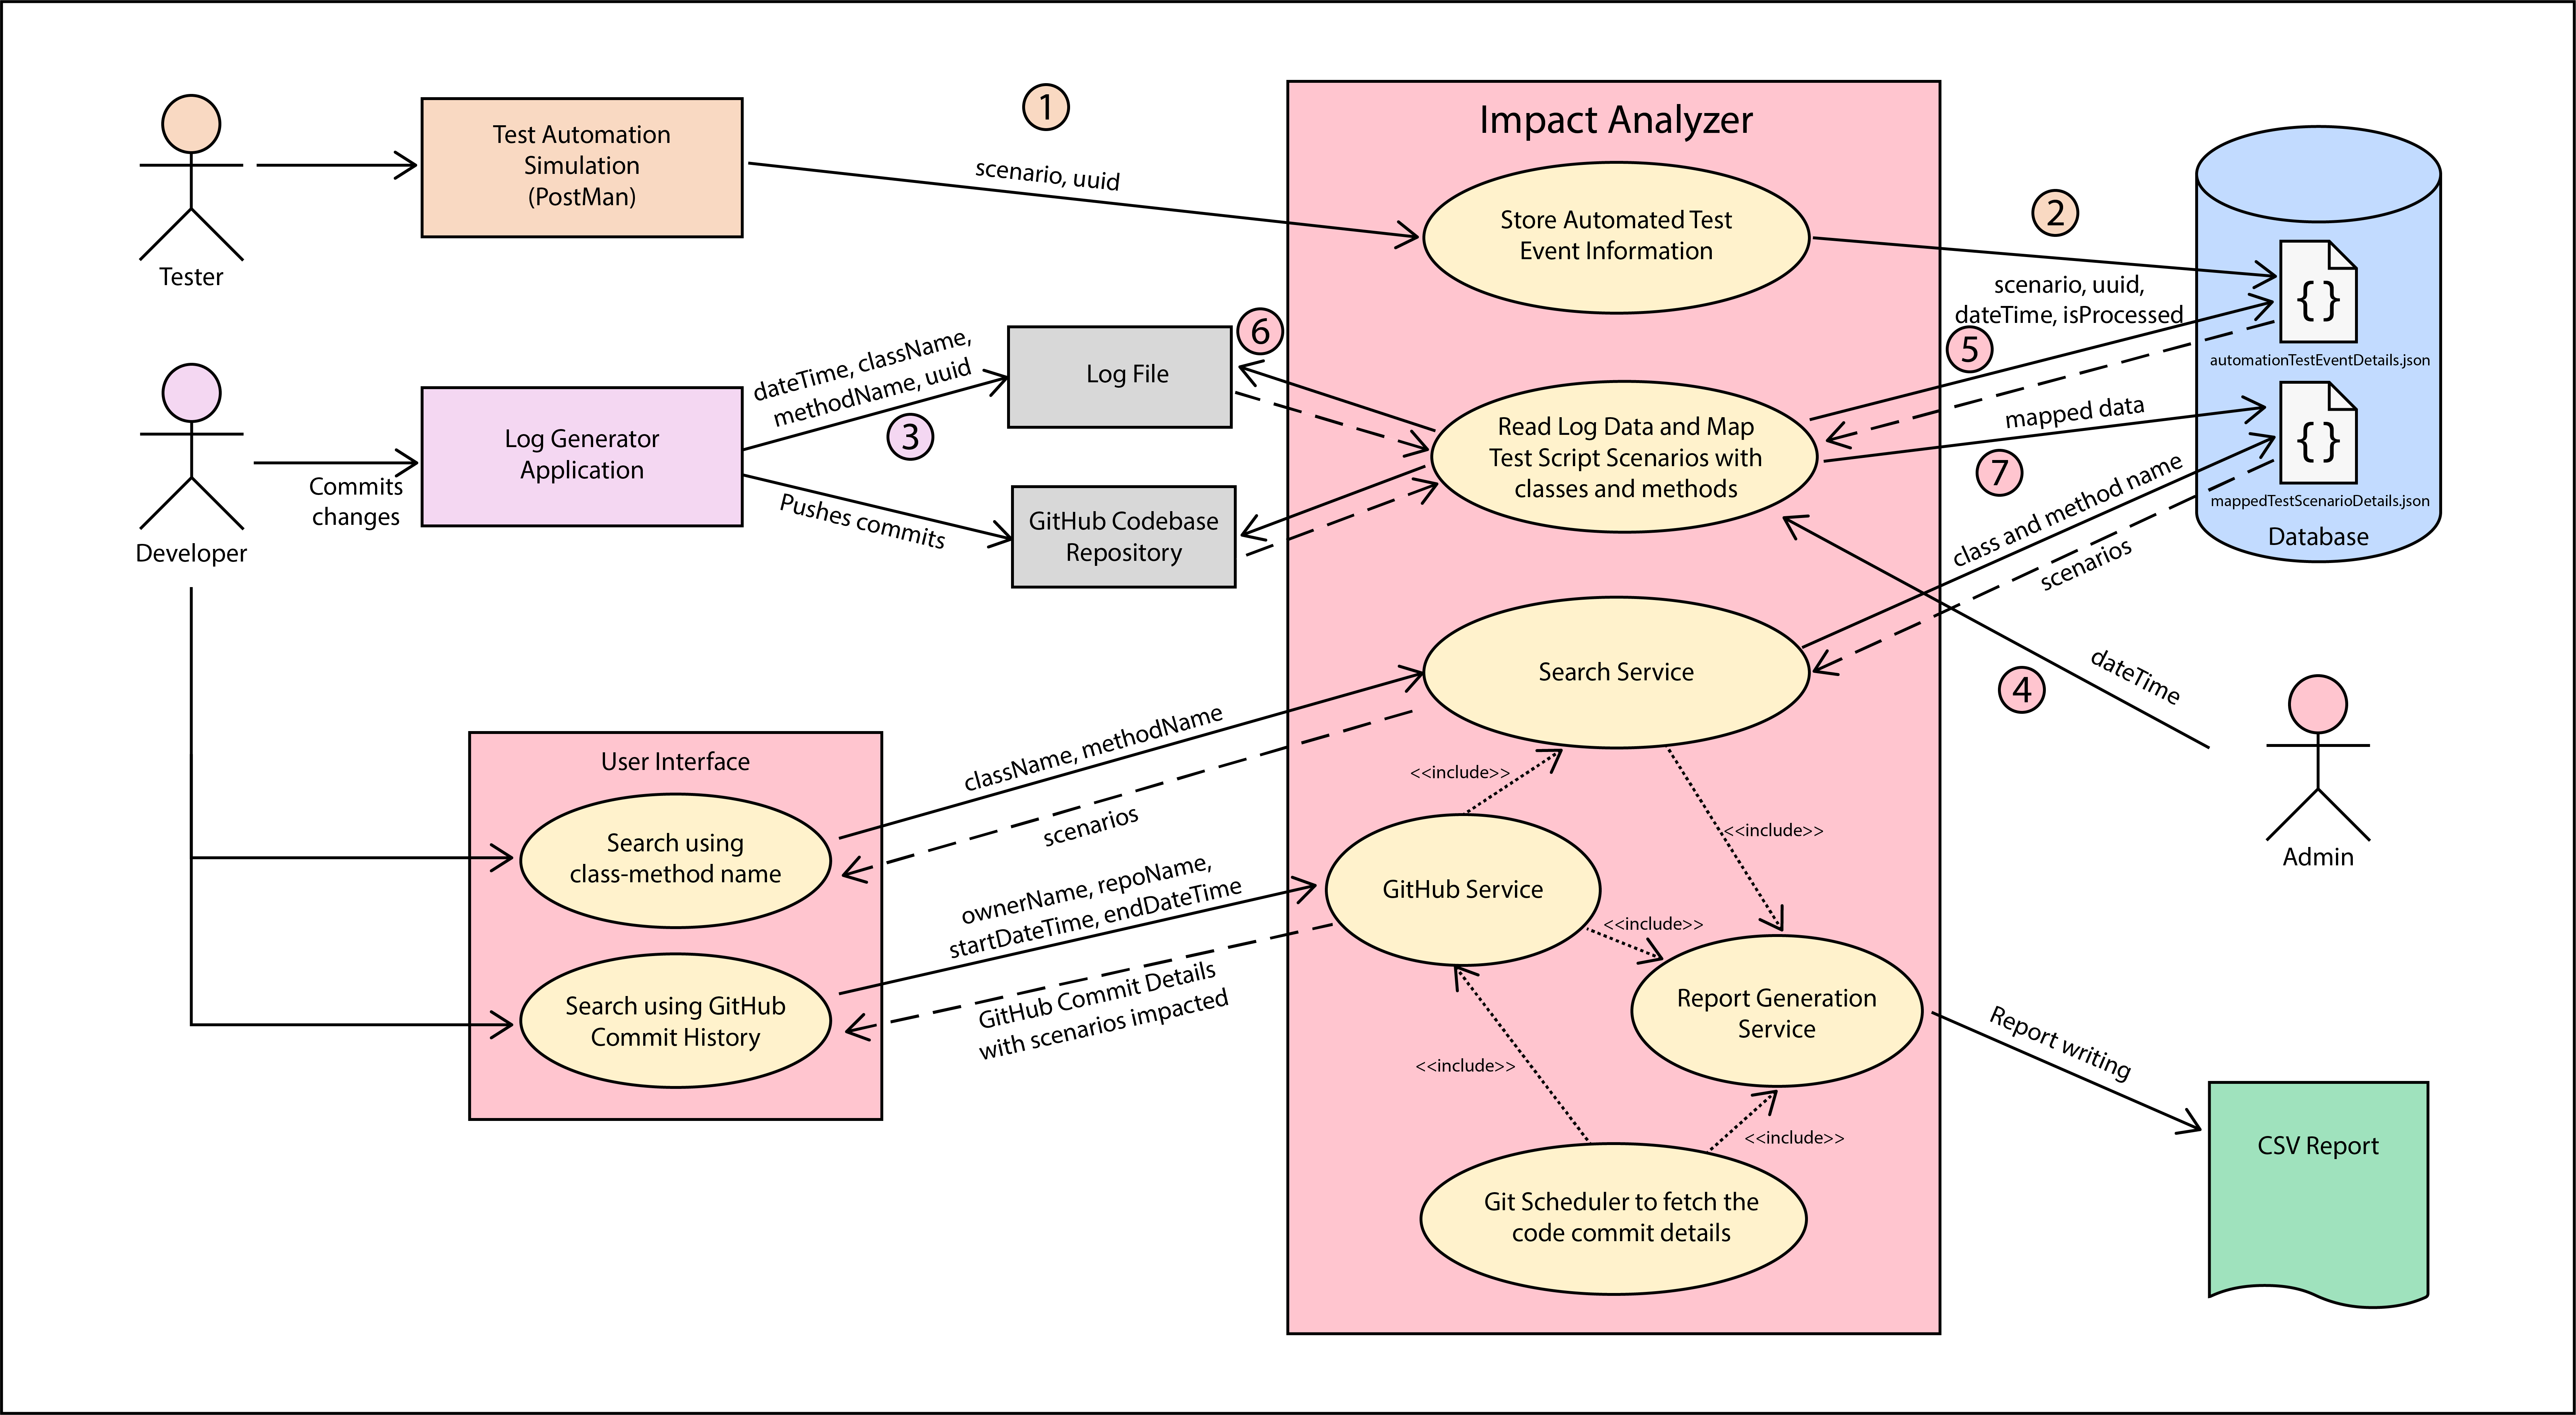 Tester
Test Automation
Simulation
(PostMan)
1
scenario, uuid
Impact Analyzer
Store Automated Test
Event Information
2
scenario, uuid,
dateTime, isProcessed
{ }
automationTestEventDetails.json
Developer
Commits
changes
Log Generator
Application
dateTime, className,
methodName, uuid
3
Pushes commits
Log File
6
GitHub Codebase
Repository
Read Log Data and Map
Test Script Scenarios with
classes and methods
5
mapped data
7
class and method name
scenarios
{ }
mappedTestScenarioDetails.json
Database
Search Service
4
dateTime
Admin
User Interface
Search using
class-method name
Search using GitHub
Commit History
className, methodName
scenarios
ownerName, repoName,
startDateTime, endDateTime
GitHub Commit Details
with scenarios impacted
<<include>>
<<include>>
GitHub Service
<<include>>
Report Generation
Service
<<include>>
<<include>>
Git Scheduler to fetch the
code commit details
Report writing
CSV Report